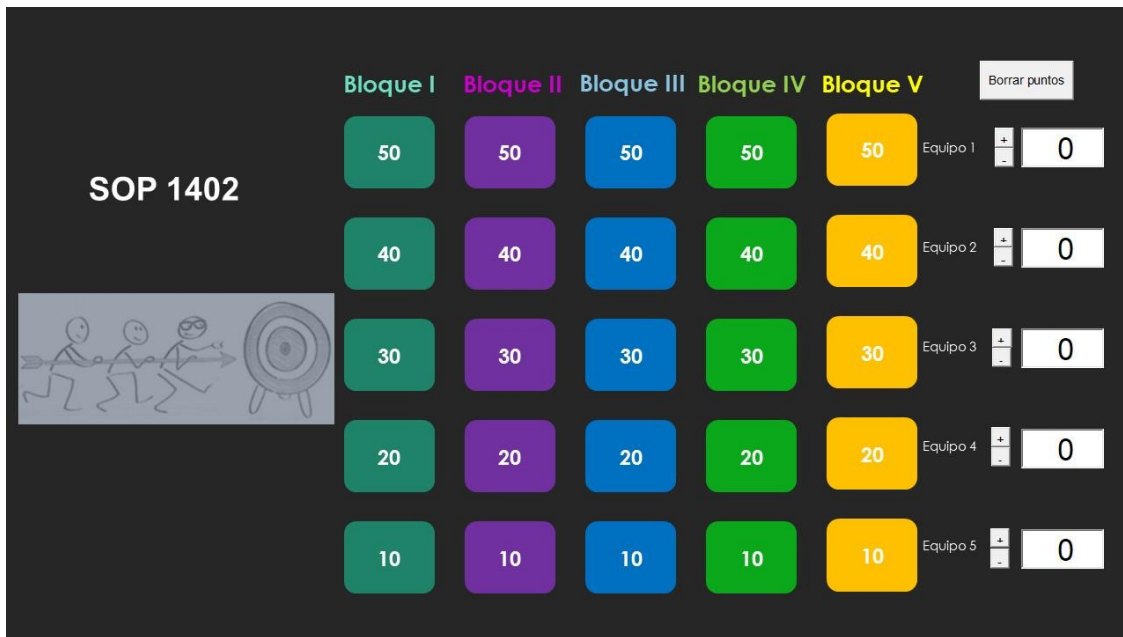 Bloque I Bloque II Bloque III Bloque IV Bloque V
Borrar puntos
50 50 50 50 50 Equipo 1 + - 0
SOP 1402
40 40 40 40 40 Equipo 2 + - 0
30 30 30 30 30 Equipo 3 + - 0
20 20 20 20 20 Equipo 4 + - 0
10 10 10 10 10 Equipo 5 + - 0